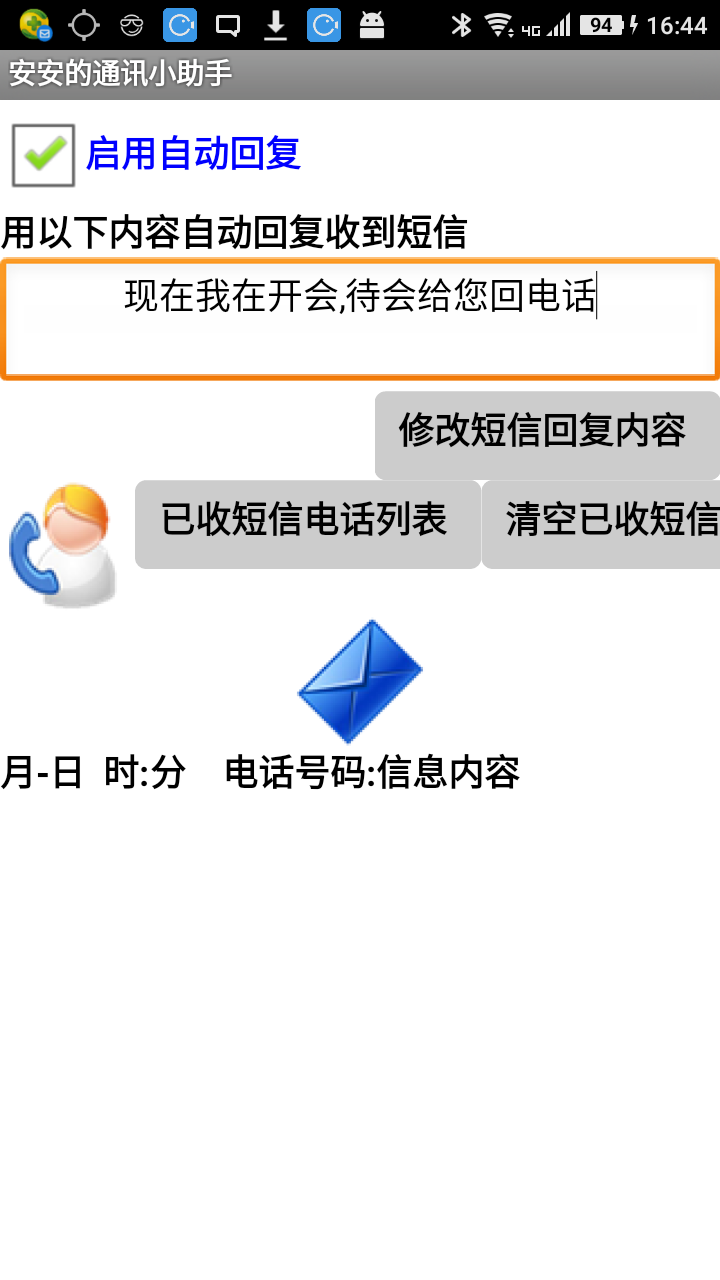 4G 94 16:44
安安的通讯小助手
启用自动回复
用以下内容自动回复收到短信
现在我在开会,待会给您回电话
修改短信回复内容
已收短信电话列表 清空已收短信
月-日 时:分 电话号码:信息内容